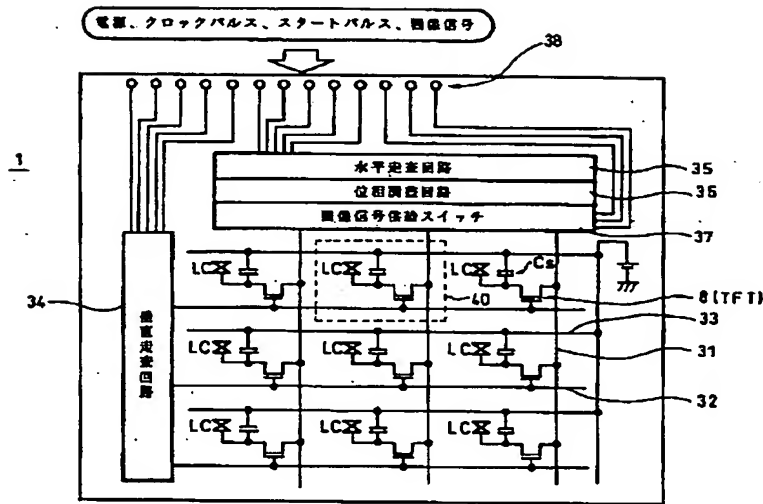 電源、クロックパルス、スタートパルス、画像信号
38
1
水平走査回路
35
位相調整回路
36
画像信号供給スイッチ
37
34
垂直走査回路
LC
LC
LC
Cs
40
8(TFT)
33
31
LC
LC
LC
32
LC
LC
LC